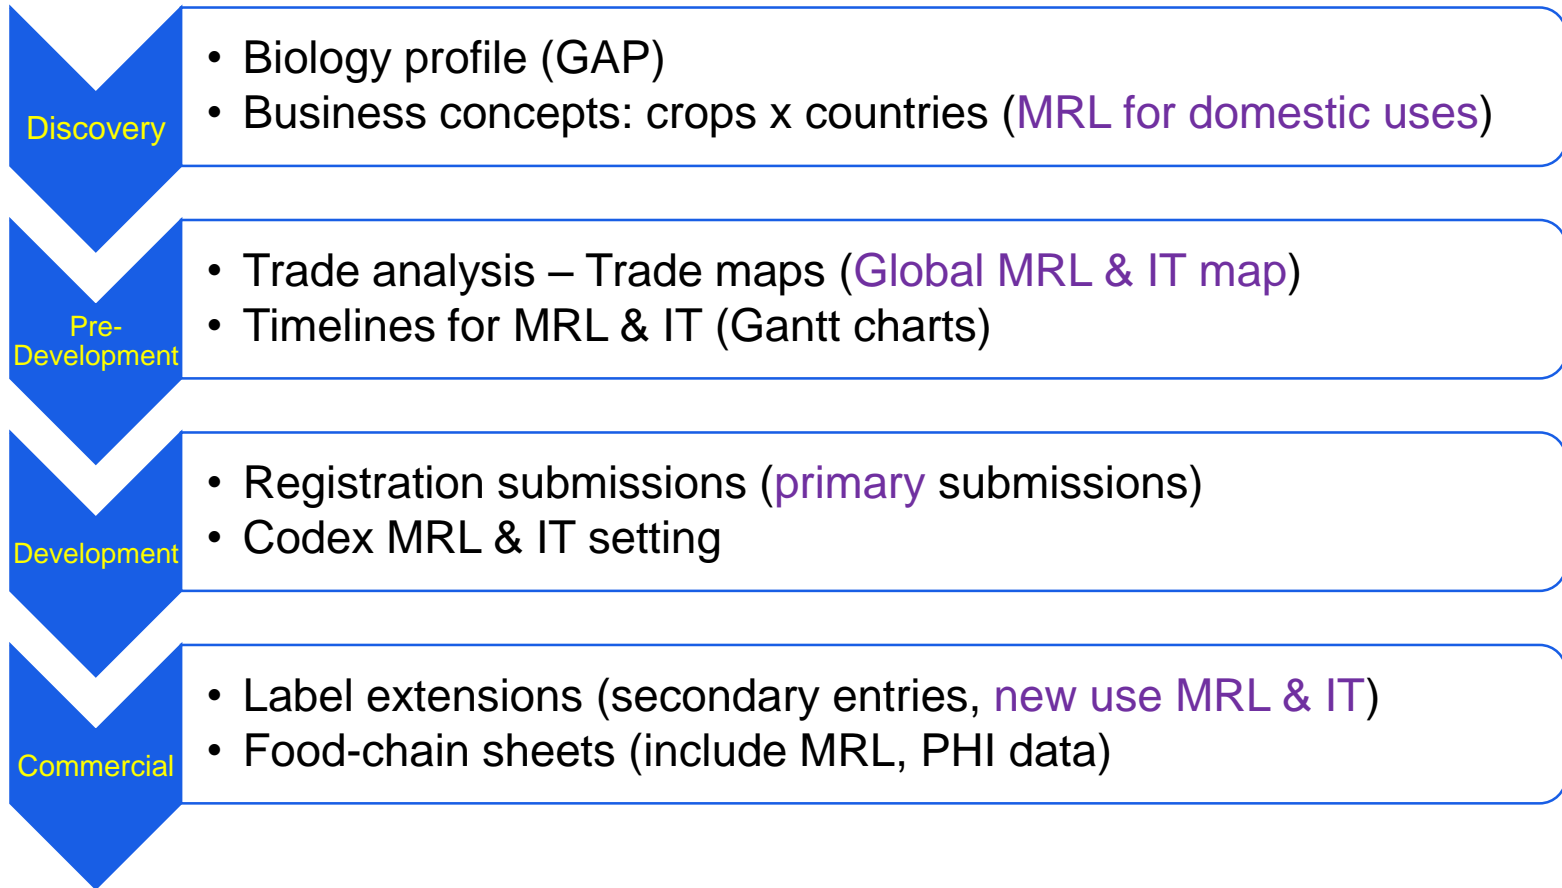 Discovery
• Biology profile (GAP)
• Business concepts: crops x countries (MRL for domestic uses)
Pre-
Development
• Trade analysis – Trade maps (Global MRL & IT map)
• Timelines for MRL & IT (Gantt charts)
Development
• Registration submissions (primary submissions)
• Codex MRL & IT setting
Commercial
• Label extensions (secondary entries, new use MRL & IT)
• Food-chain sheets (include MRL, PHI data)